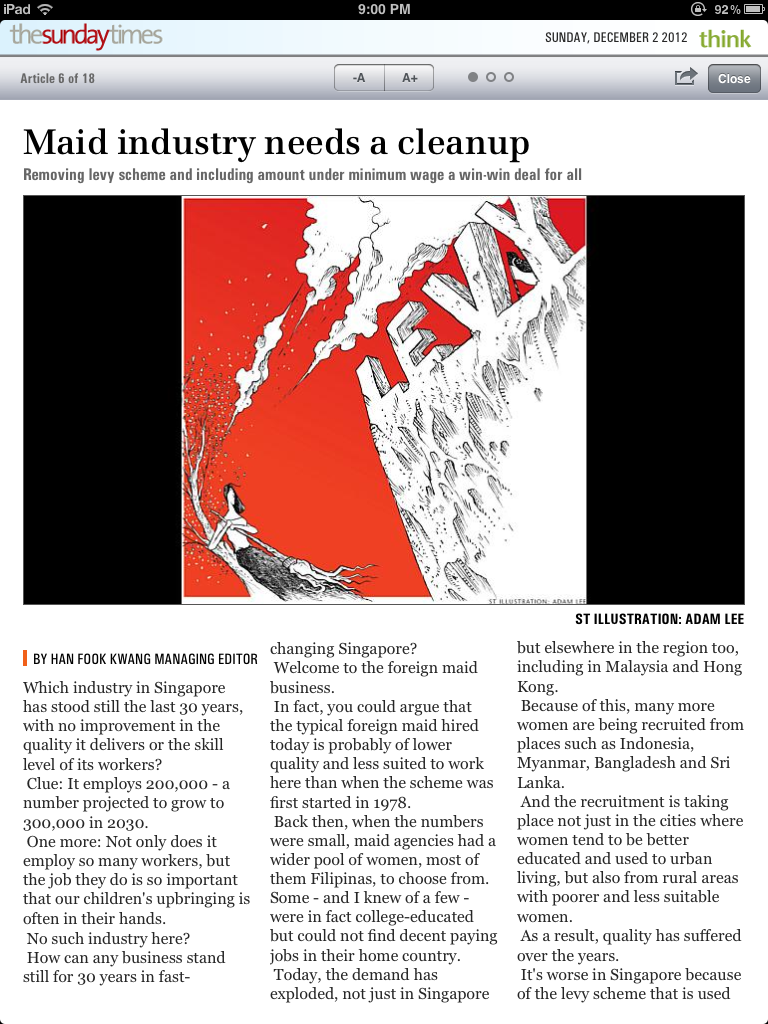 iPad
9:00 PM
92%
thesundaytimes
SUNDAY, DECEMBER 2 2012 think
Article 6 of 18
-A A+
Close
Maid industry needs a cleanup
Removing levy scheme and including amount under minimum wage a win-win deal for all
LEVY
ST ILLUSTRATION: ADAM LEE
ST ILLUSTRATION: ADAM LEE
BY HAN FOOK KWANG MANAGING EDITOR
Which industry in Singapore
has stood still the last 30 years,
with no improvement in the
quality it delivers or the skill
level of its workers?
Clue: It employs 200,000 - a
number projected to grow to
300,000 in 2030.
One more: Not only does it
employ so many workers, but
the job they do is so important
that our children's upbringing is
often in their hands.
No such industry here?
How can any business stand
still for 30 years in fast-
changing Singapore?
Welcome to the foreign maid
business.
In fact, you could argue that
the typical foreign maid hired
today is probably of lower
quality and less suited to work
here than when the scheme was
first started in 1978.
Back then, when the numbers
were small, maid agencies had a
wider pool of women, most of
them Filipinas, to choose from.
Some - and I knew of a few -
were in fact college-educated
but could not find decent paying
jobs in their home country.
Today, the demand has
exploded, not just in Singapore
but elsewhere in the region too,
including in Malaysia and Hong
Kong.
Because of this, many more
women are being recruited from
places such as Indonesia,
Myanmar, Bangladesh and Sri
Lanka.
And the recruitment is taking
place not just in the cities where
women tend to be better
educated and used to urban
living, but also from rural areas
with poorer and less suitable
women.
As a result, quality has suffered
over the years.
It's worse in Singapore because
of the levy scheme that is used